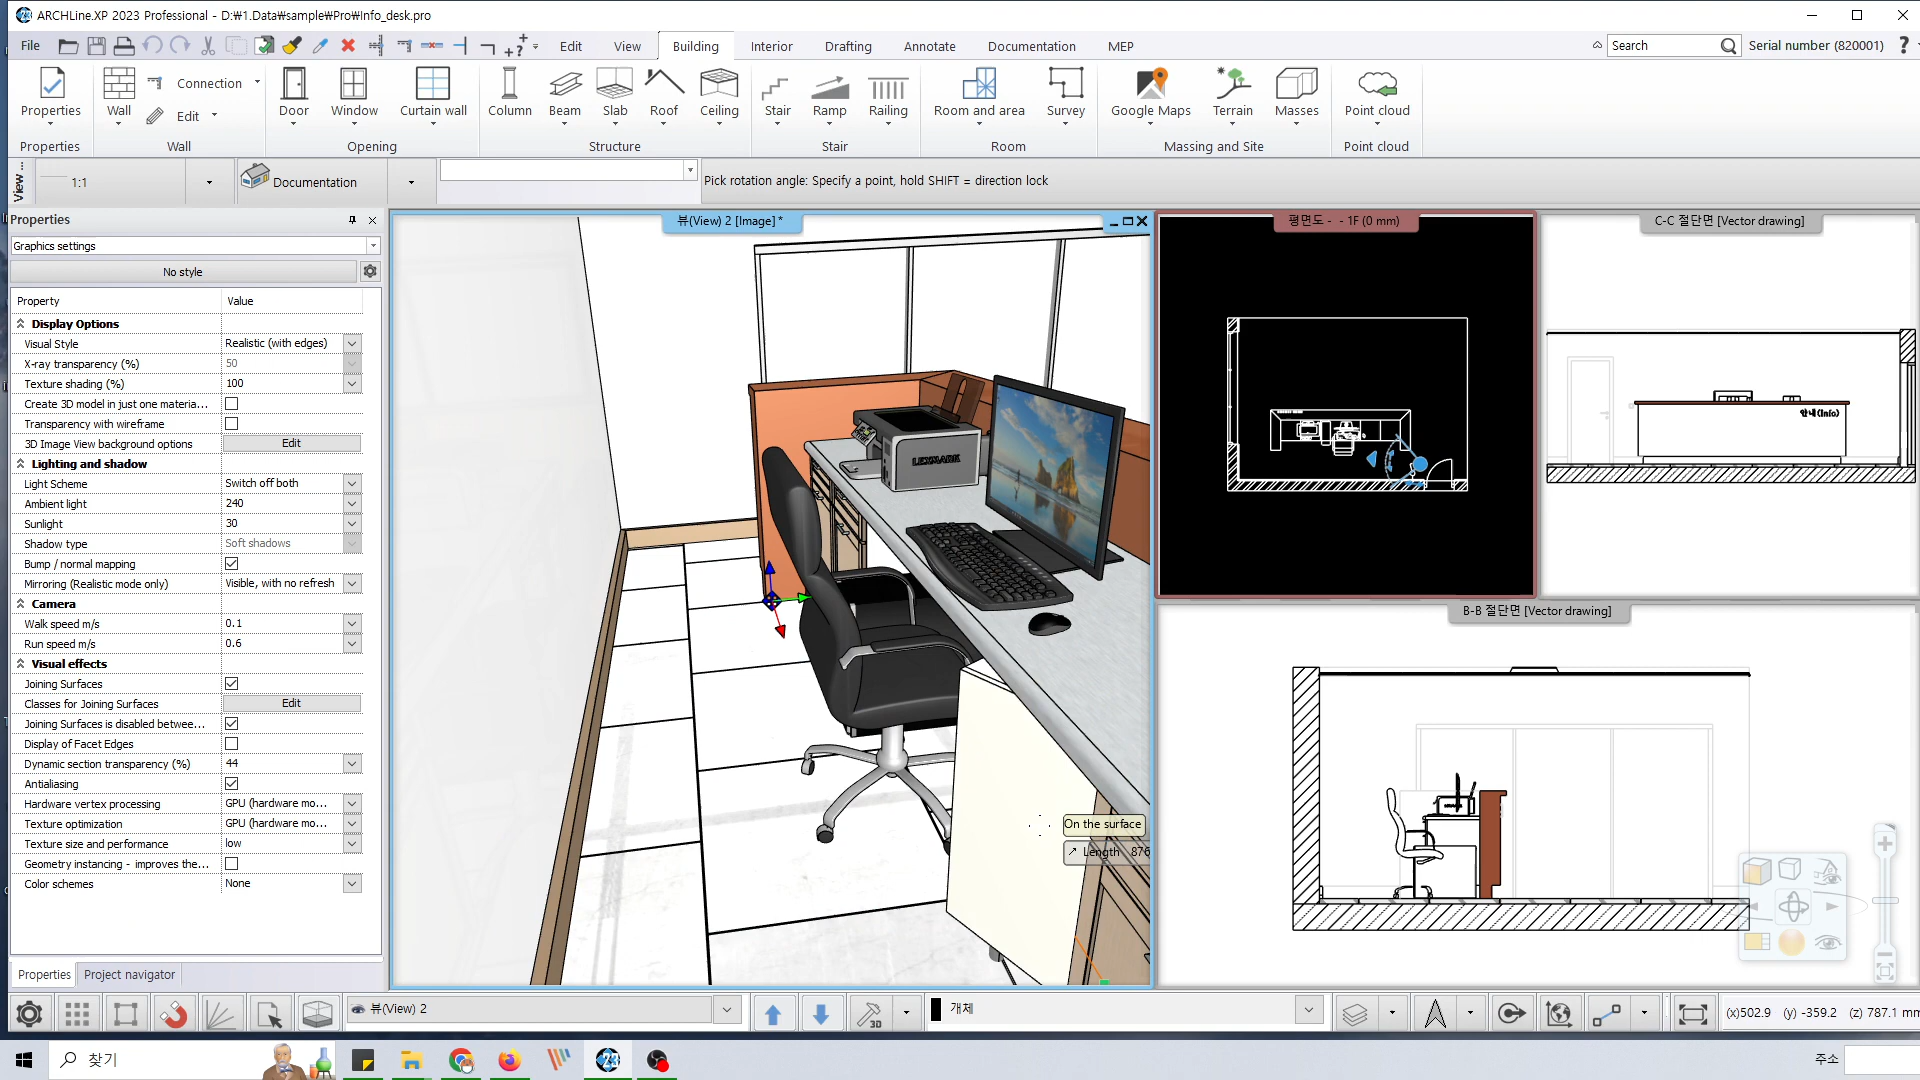 ARCHLine.XP 2023 Professional - D:₩1.Data₩sample₩Pro₩Info_desk.pro
File
Edit View Building Interior Drafting Annotate Documentation MEP
Search
Serial number (820001) ?
Properties Wall Connection Edit Door Window Curtain wall Column Beam Slab Roof Ceiling Stair Ramp Railing Room and area Survey Google Maps Terrain Masses Point cloud
Properties Wall Opening Structure Stair Room Massing and Site Point cloud
View ...
1:1
Documentation
Pick rotation angle: Specify a point, hold SHIFT = direction lock
Properties
Graphics settings
No style
Property Value
Display Options
Visual Style Realistic (with edges)
X-ray transparency (%) 50
Texture shading (%) 100
Create 3D model in just one materia...
Transparency with wireframe
3D Image View background options Edit
Lighting and shadow
Light Scheme Switch off both
Ambient light 240
Sunlight 30
Shadow type Soft shadows
Bump / normal mapping
Mirroring (Realistic mode only) Visible, with no refresh
Camera
Walk speed m/s 0.1
Run speed m/s 0.6
Visual effects
Joining Surfaces
Classes for Joining Surfaces Edit
Joining Surfaces is disabled betwee...
Display of Facet Edges
Dynamic section transparency (%) 44
Antialiasing
Hardware vertex processing GPU (hardware mo...
Texture optimization GPU (hardware mo...
Texture size and performance low
Geometry instancing - improves the...
Color schemes None
Properties Project navigator
뷰(View) 2 [Image] *
LEXMARK
On the surface
Length 876
평면도 - - 1F (0 mm)
C-C 절단면 [Vector drawing]
안내(Info)
B-B 절단면 [Vector drawing]
뷰(View) 2
3D
개체
(x)502.9 (y) -359.2 (z) 787.1 mm
찾기
23
주소